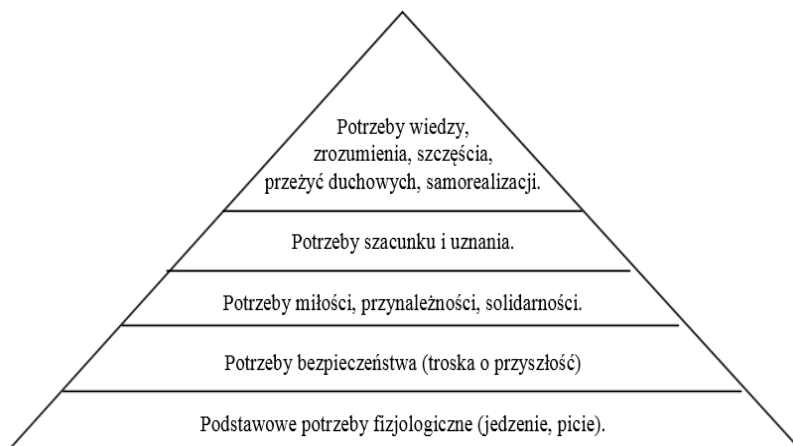 Potrzeby wiedzy,
zrozumienia, szczęścia,
przeżyć duchowych, samorealizacji.
Potrzeby szacunku i uznania.
Potrzeby miłości, przynależności, solidarności.
Potrzeby bezpieczeństwa (troska o przyszłość)
Podstawowe potrzeby fizjologiczne (jedzenie, picie).